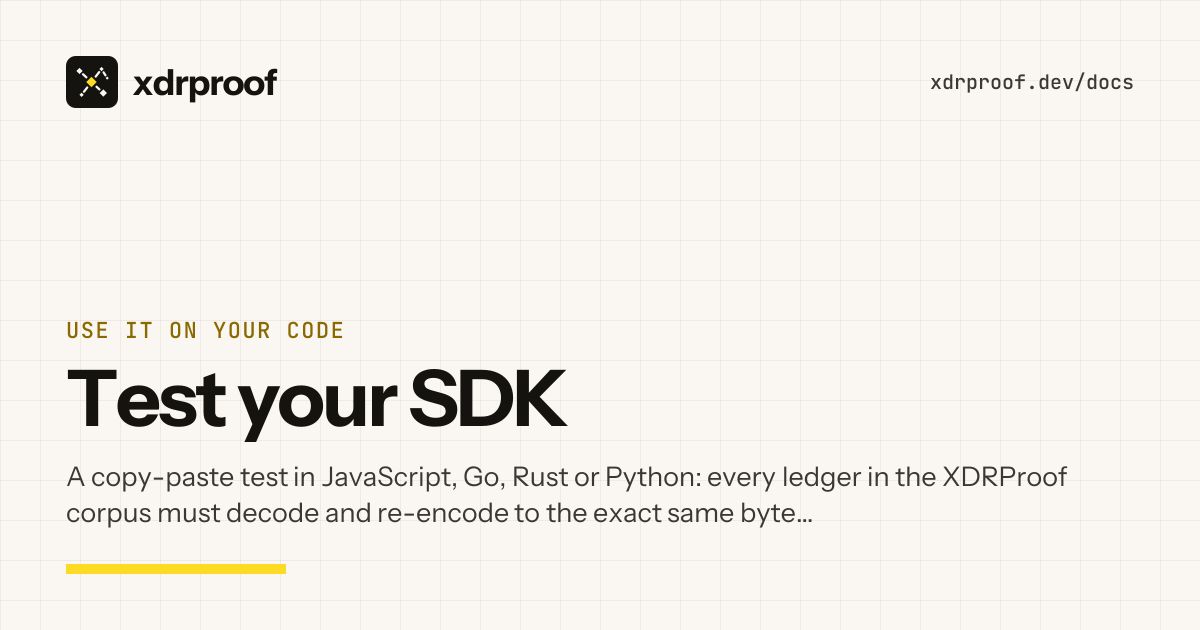 xdrproof
xdrproof.dev/docs
USE IT ON YOUR CODE
Test your SDK
A copy-paste test in JavaScript, Go, Rust or Python: every ledger in the XDRProof
corpus must decode and re-encode to the exact same byte…